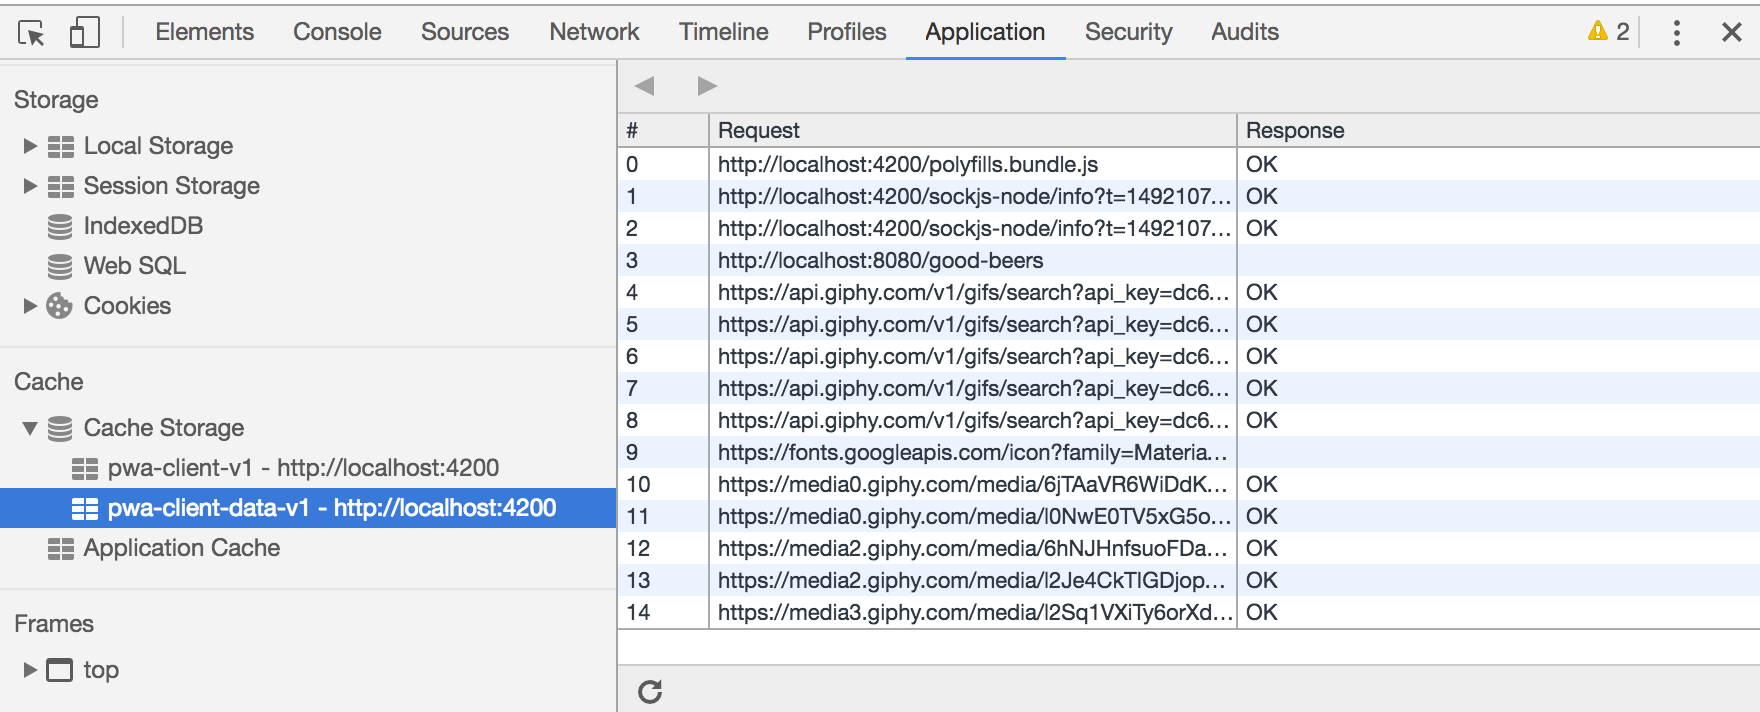 Elements Console Sources Network Timeline Profiles Application Security Audits 2
Storage
Local Storage
Session Storage
IndexedDB
Web SQL
Cookies
Cache
Cache Storage
pwa-client-v1 - http://localhost:4200
pwa-client-data-v1 - http://localhost:4200
Application Cache
Frames
top
# Request Response
0 http://localhost:4200/polyfills.bundle.js OK
1 http://localhost:4200/sockjs-node/info?t=1492107... OK
2 http://localhost:4200/sockjs-node/info?t=1492107... OK
3 http://localhost:8080/good-beers
4 https://api.giphy.com/v1/gifs/search?api_key=dc6... OK
5 https://api.giphy.com/v1/gifs/search?api_key=dc6... OK
6 https://api.giphy.com/v1/gifs/search?api_key=dc6... OK
7 https://api.giphy.com/v1/gifs/search?api_key=dc6... OK
8 https://api.giphy.com/v1/gifs/search?api_key=dc6... OK
9 https://fonts.googleapis.com/icon?family=Materia...
10 https://media0.giphy.com/media/6jTAaVR6WiDdK... OK
11 https://media0.giphy.com/media/l0NwE0TV5xG5o... OK
12 https://media2.giphy.com/media/6hNJHnfsuoFDa... OK
13 https://media2.giphy.com/media/l2Je4CkTlGDjop... OK
14 https://media3.giphy.com/media/l2Sq1VXiTy6orXd... OK